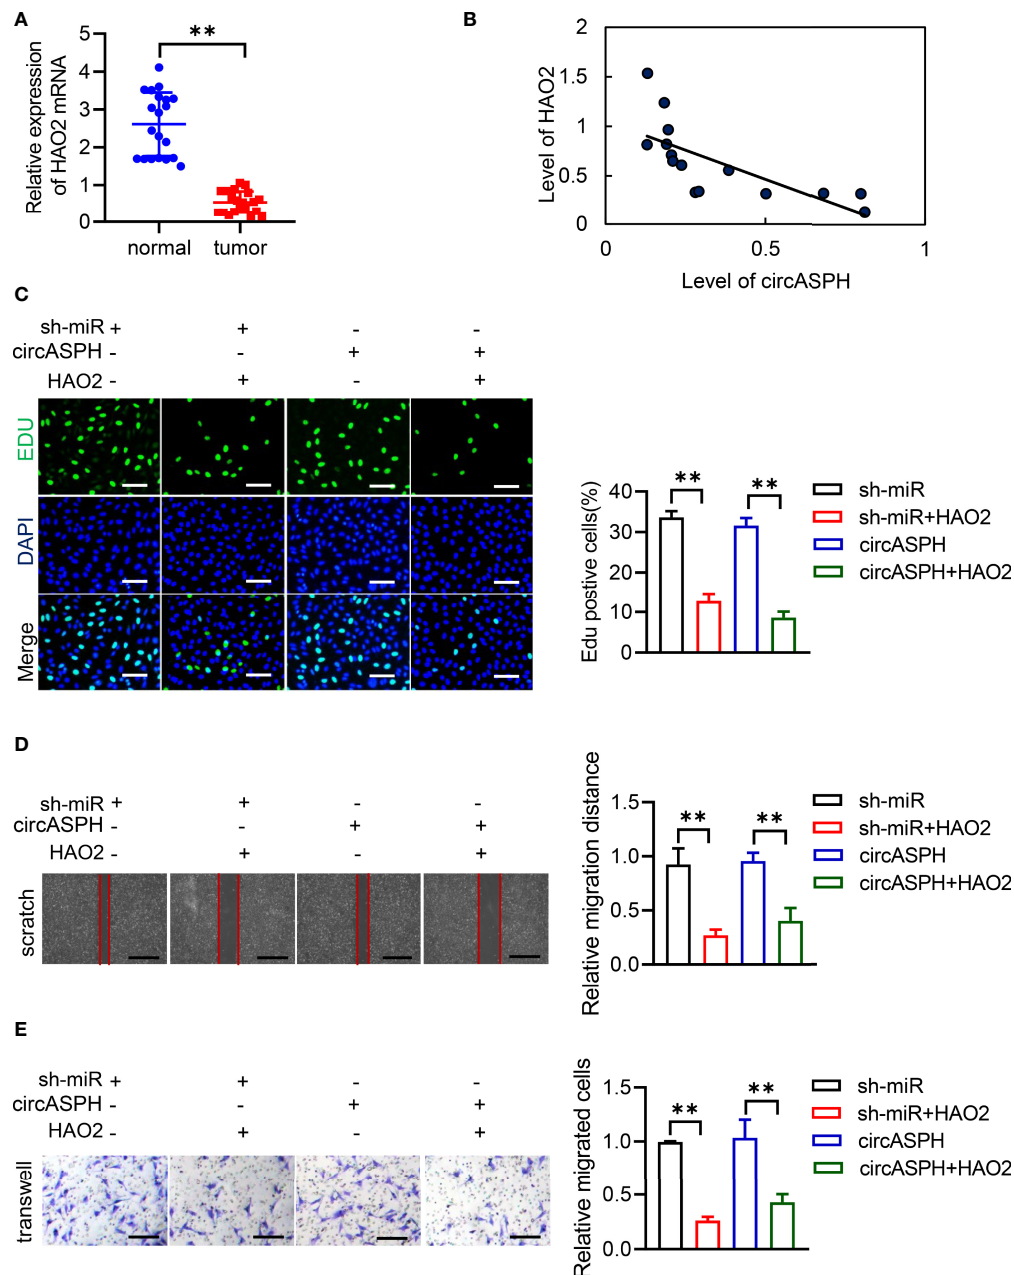 A
**
Relative expression
of HAO2 mRNA
5
4
3
2
1
0
normal tumor
B
Level of HAO2
2
1.5
1
0.5
0
0 0.5 1
Level of circASPH
C
sh-miR + + - -
circASPH - - + +
HAO2 - + - +
EDU
DAPI
Merge
Edu postive cells(%)
40
30
20
10
0
** **
sh-miR
sh-miR+HAO2
circASPH
circASPH+HAO2
D
sh-miR + + - -
circASPH - - + +
HAO2 - + - +
scratch
Relative migration distance
1.5
1.0
0.5
0.0
** **
sh-miR
sh-miR+HAO2
circASPH
circASPH+HAO2
E
sh-miR + + - -
circASPH - - + +
HAO2 - + - +
transwell
Relative migrated cells
1.5
1.0
0.5
0.0
** **
sh-miR
sh-miR+HAO2
circASPH
circASPH+HAO2